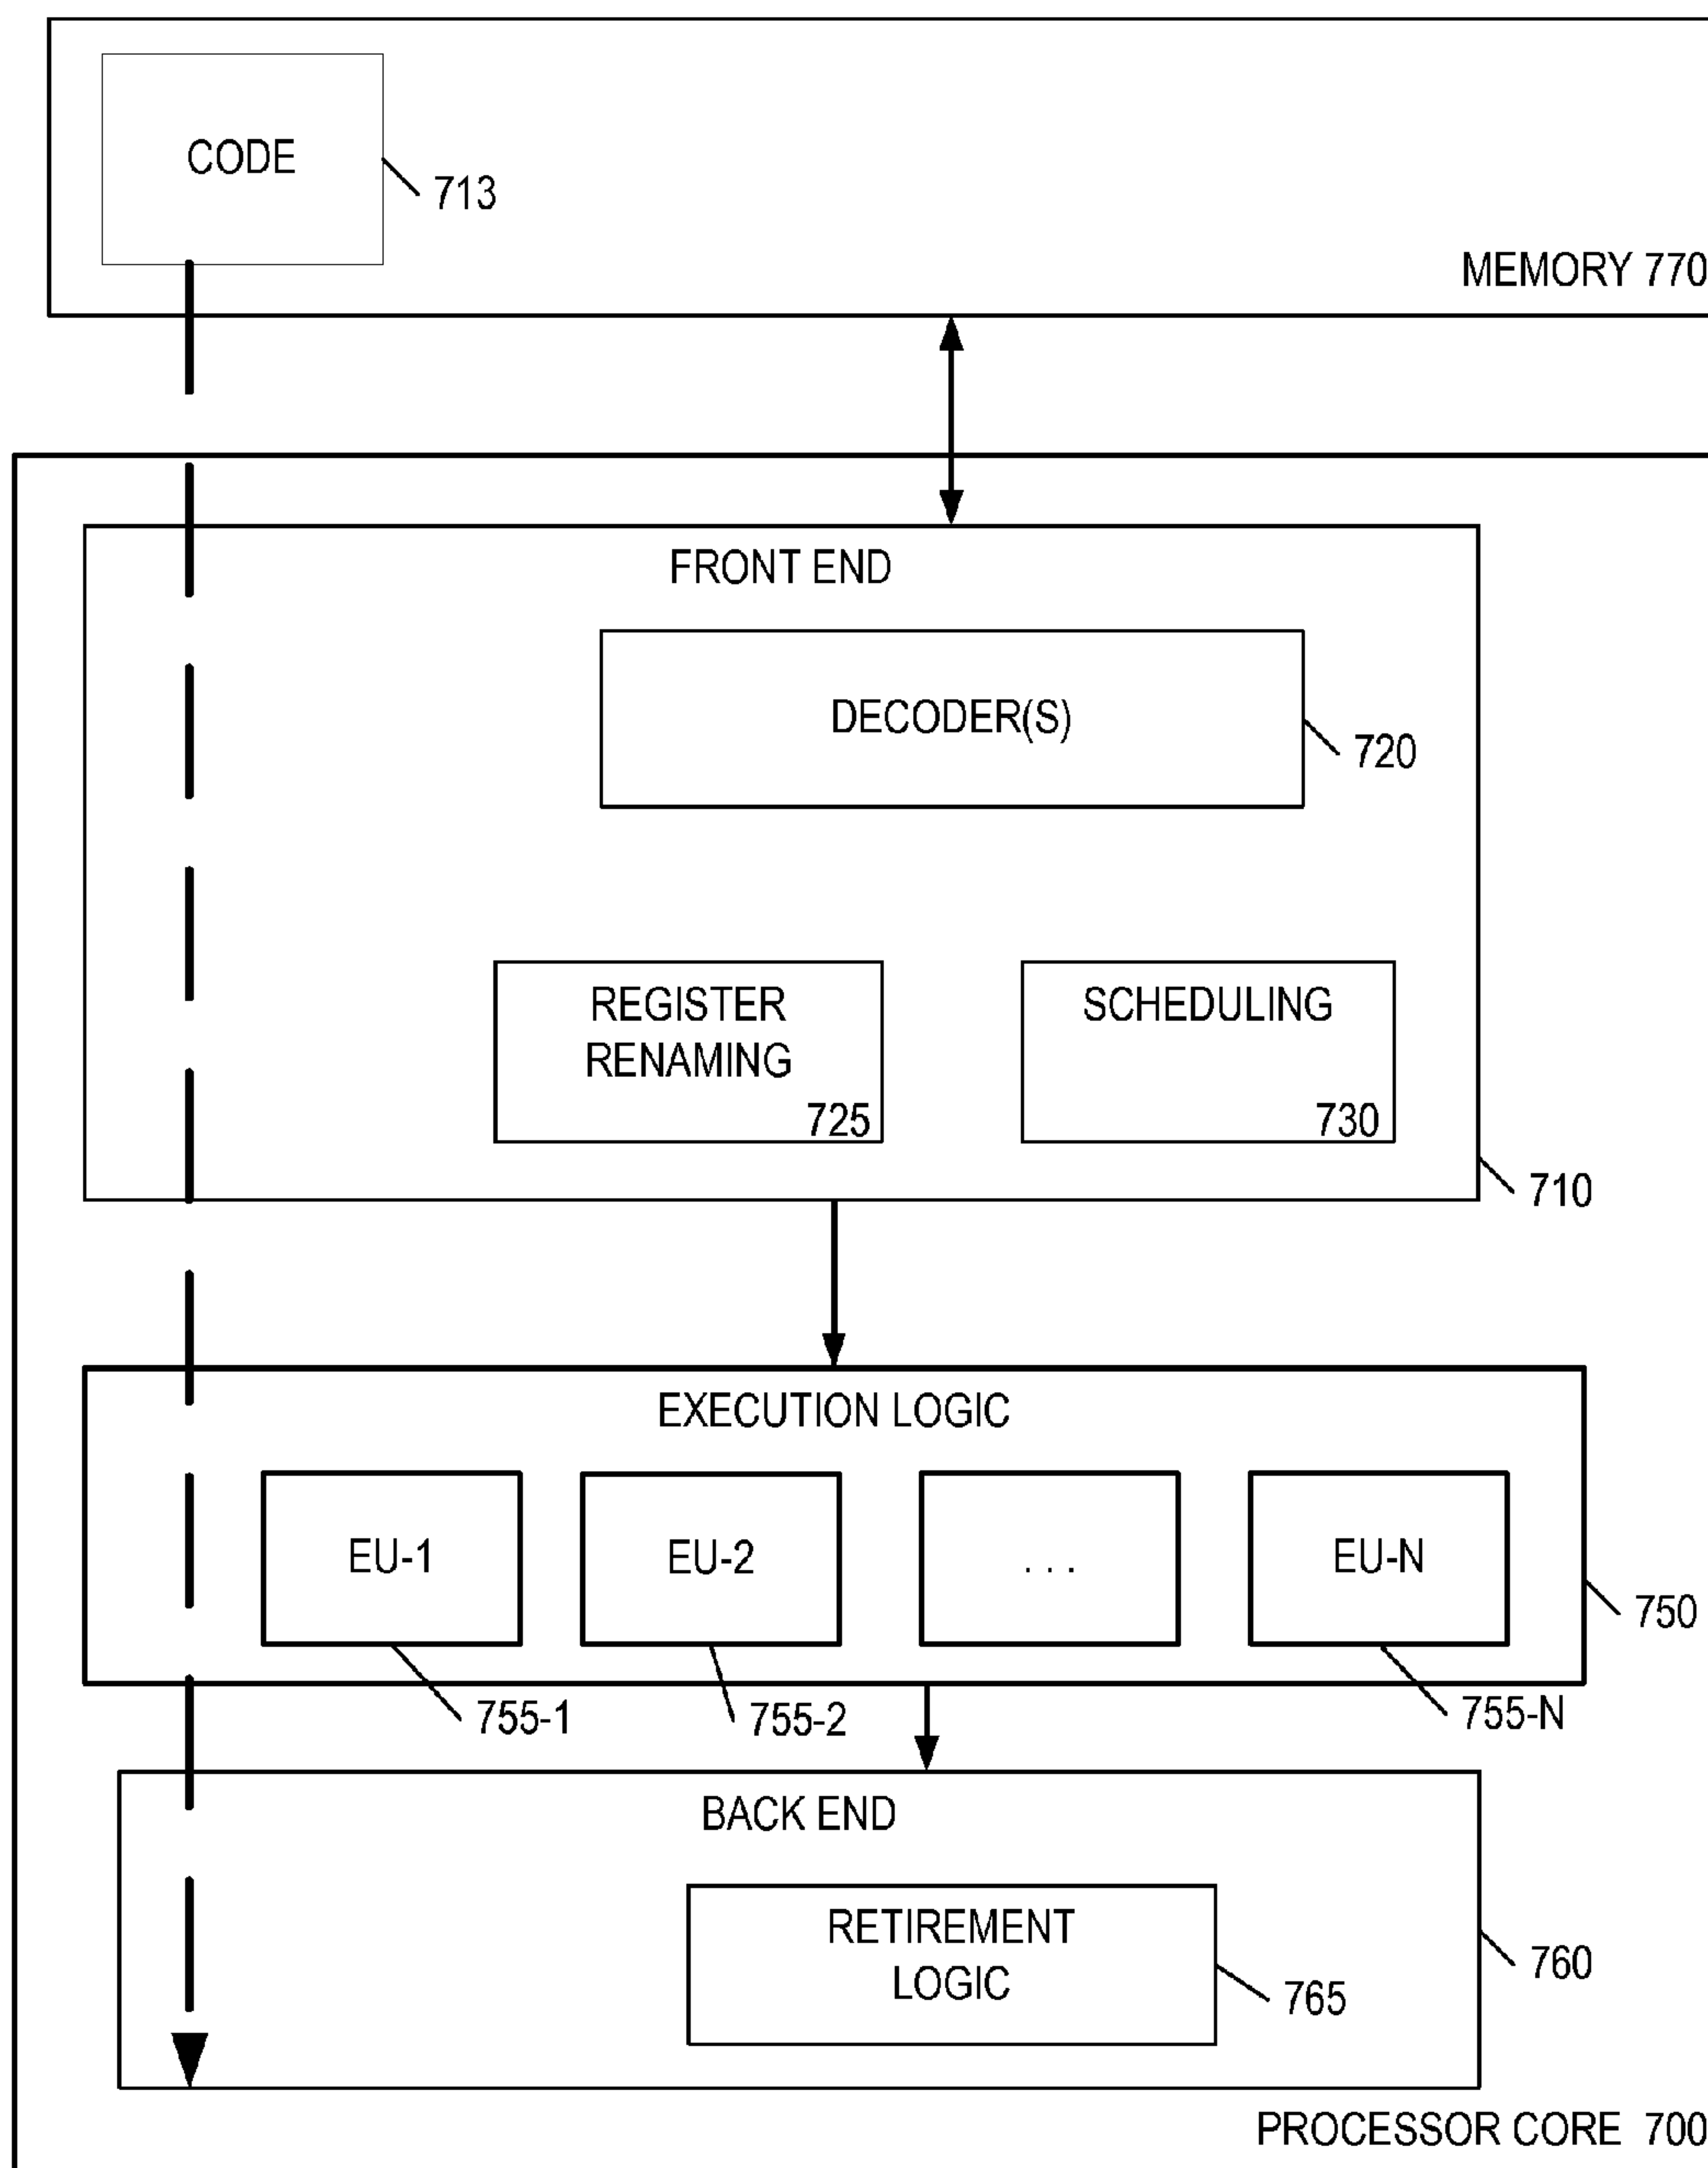 CODE
713
MEMORY 770
FRONT END
DECODER(S)
720
REGISTER
RENAMING
725
SCHEDULING
730
710
EXECUTION LOGIC
EU-1
EU-2
. . .
EU-N
750
755-1
755-2
755-N
BACK END
RETIREMENT
LOGIC
765
760
PROCESSOR CORE 700